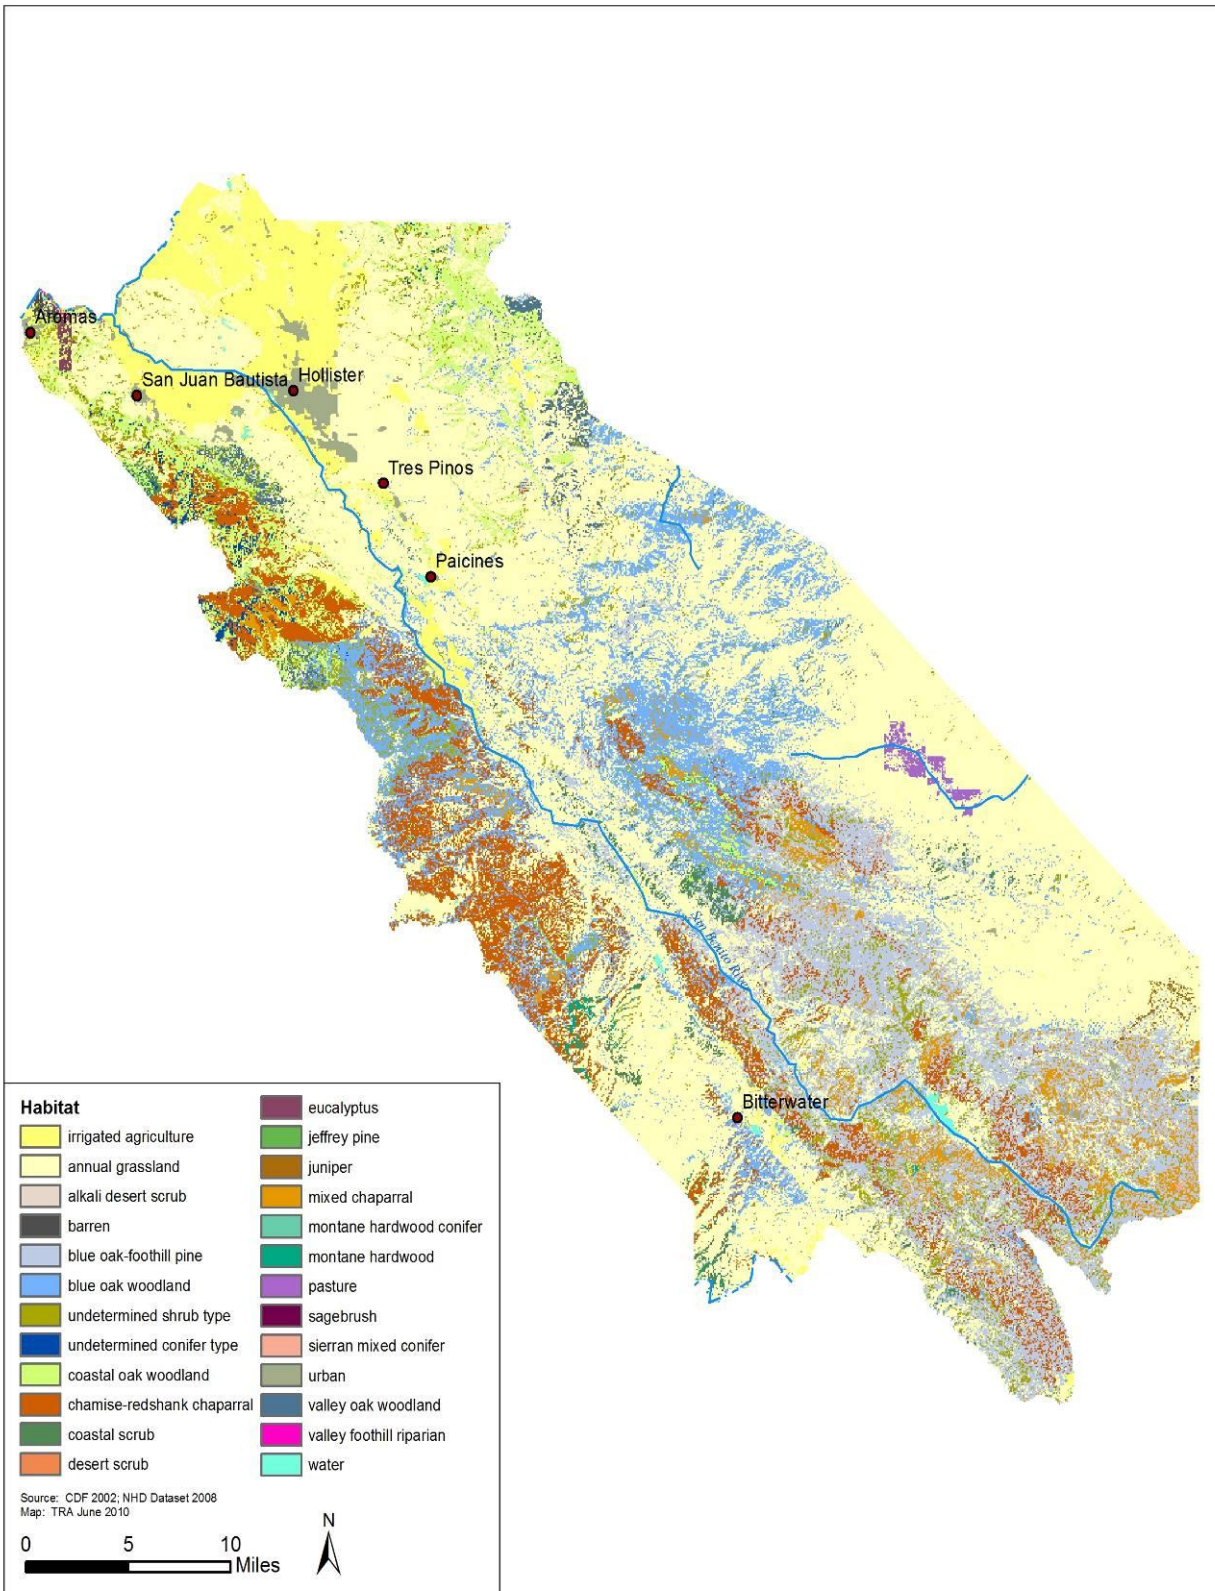 Aromas
San Juan Bautista
Hollister
Tres Pinos
Paicines
San Benito River
Bitterwater
Habitat
irrigated agriculture
annual grassland
alkali desert scrub
barren
blue oak-foothill pine
blue oak woodland
undetermined shrub type
undetermined conifer type
coastal oak woodland
chamise-redshank chaparral
coastal scrub
desert scrub
eucalyptus
jeffrey pine
juniper
mixed chaparral
montane hardwood conifer
montane hardwood
pasture
sagebrush
sierran mixed conifer
urban
valley oak woodland
valley foothill riparian
water
Source: CDF 2002; NHD Dataset 2008
Map: TRA June 2010
0 5 10
Miles
N